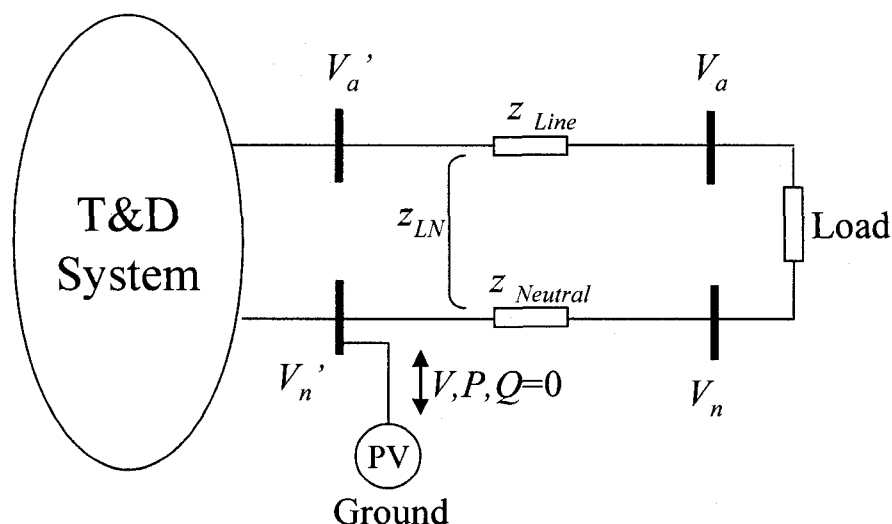 V_a'
V_a
z_Line
T&D
System
z_LN
Load
z_Neutral
V_n'
V,P,Q=0
V_n
PV
Ground